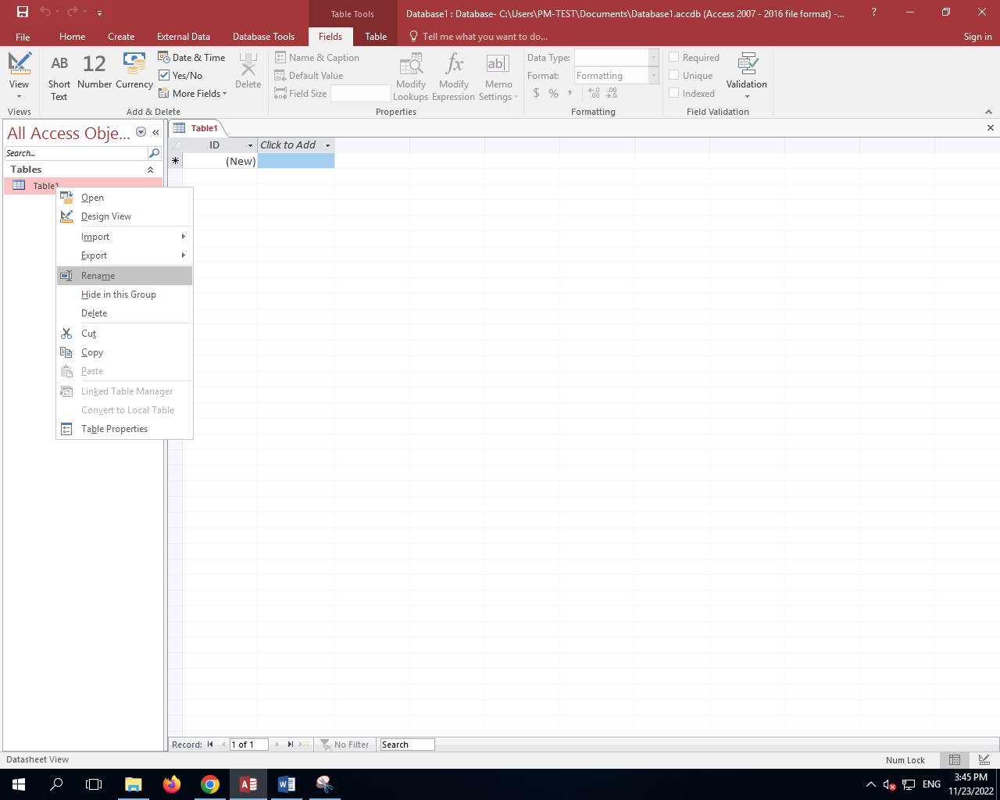 Table Tools
Database1 : Database- C:\Users\PM-TEST\Documents\Database1.accdb (Access 2007 - 2016 file format) -...
?
File
Home
Create
External Data
Database Tools
Fields
Table
Tell me what you want to do...
Sign in
View
Views
AB
Short
Text
12
Number
Currency
Date & Time
Yes/No
More Fields
Delete
Add & Delete
Name & Caption
Default Value
Field Size
Modify
Lookups
fx
Modify
Expression
ab
Memo
Settings
Properties
Data Type:
Format:
Formatting
$ % ,
.00
.00
Formatting
Required
Unique
Indexed
Validation
Field Validation
All Access Obje...
Search...
Tables
Table1
Table1
ID
Click to Add
(New)
Open
Design View
Import
Export
Rename
Hide in this Group
Delete
Cut
Copy
Paste
Linked Table Manager
Convert to Local Table
Table Properties
Record:
1 of 1
No Filter
Search
Datasheet View
Num Lock
ENG
3:45 PM
11/23/2022